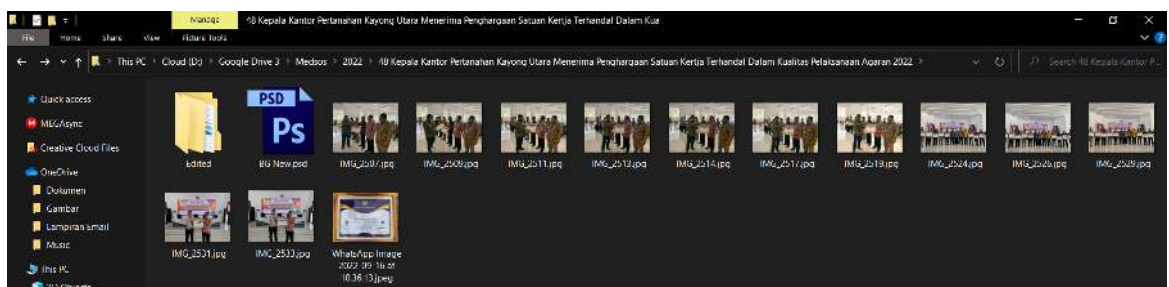 Manage
48 Kepala Kantor Pertanahan Kayong Utara Menerima Penghargaan Satuan Kerja Terhandal Dalam Kua
File Home Share View Picture Tools
This PC Cloud (D:) Google Drive 3 Medsos 2022 48 Kepala Kantor Pertanahan Kayong Utara Menerima Penghargaan Satuan Kertja Terhandal Dalam Kualitas Pelaksanaan Agaran 2022
Search 48 Kepala Kantor P...
Quick access
MEGAsync
Creative Cloud Files
OneDrive
Dokumen
Gambar
Lampiran Email
Music
This PC
3D Objects
PSD
Ps
Edited
BG New.psd
IMG_2507.jpg
IMG_2509.jpg
IMG_2511.jpg
IMG_2512.jpg
IMG_2514.jpg
IMG_2517.jpg
IMG_2519.jpg
IMG_2524.jpg
IMG_2526.jpg
IMG_2529.jpg
IMG_2531.jpg
IMG_2533.jpg
WhatsApp Image
2022-09-16 at
10.36.13.jpeg